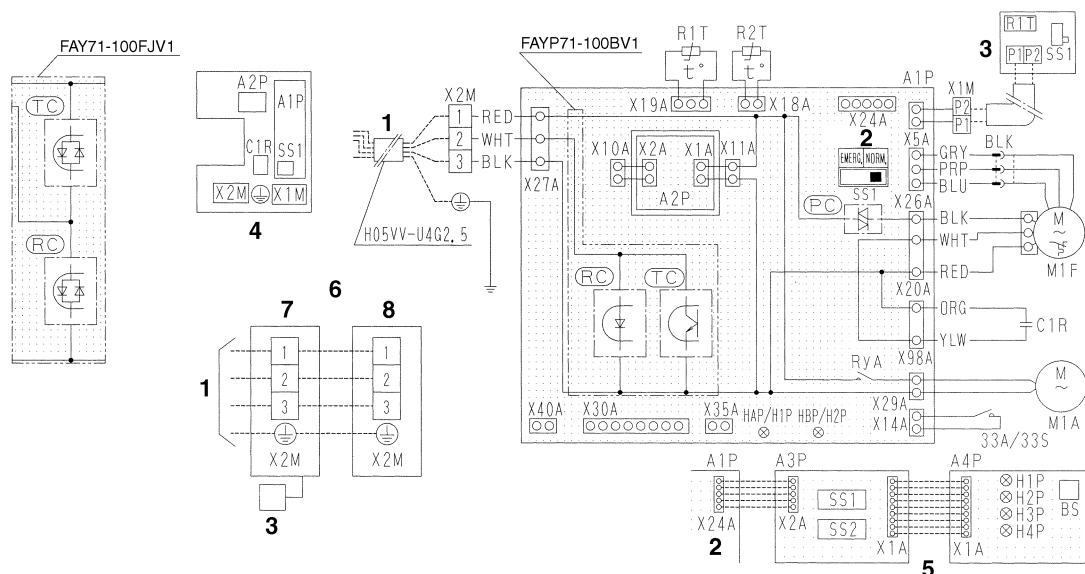 FAY71-100FJV1
TC
RC
A2P
A1P
C1R
SS1
X2M
X1M
4
1
X2M
1
2
3
RED
WHT
BLK
X27A
H05VV-U4G2,5
FAYP71-100BV1
R1T
R2T
t°
t°
X19A
X18A
X24A
A1P
2
EMERG.
NORM.
SS1
X10A
X2A
X1A
X11A
A2P
PC
RC
TC
RyA
X40A
X30A
X35A
HAP/H1P
HBP/H2P
3
R1T
P1
P2
SS1
X1M
P2
P1
X5A
BLK
GRY
PRP
BLU
X26A
BLK
WHT
RED
M
~
M1F
X20A
ORG
YLW
C1R
X98A
M
~
M1A
X29A
X14A
33A/33S
6
7
8
1
1
2
3
X2M
1
2
3
X2M
3
A1P
X24A
2
A3P
X2A
SS1
SS2
X1A
5
A4P
X1A
H1P
H2P
H3P
H4P
BS